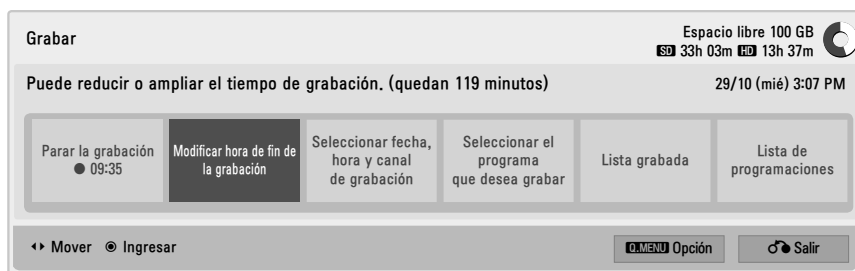 Grabar
Espacio libre 100 GB
SD 33h 03m HD 13h 37m
Puede reducir o ampliar el tiempo de grabación. (quedan 119 minutos)
29/10 (mié) 3:07 PM
Parar la grabación
● 09:35
Modificar hora de fin de
la grabación
Seleccionar fecha,
hora y canal
de grabación
Seleccionar el
programa
que desea grabar
Lista grabada
Lista de
programaciones
Mover ◉ Ingresar
Q.MENU Opción
Salir